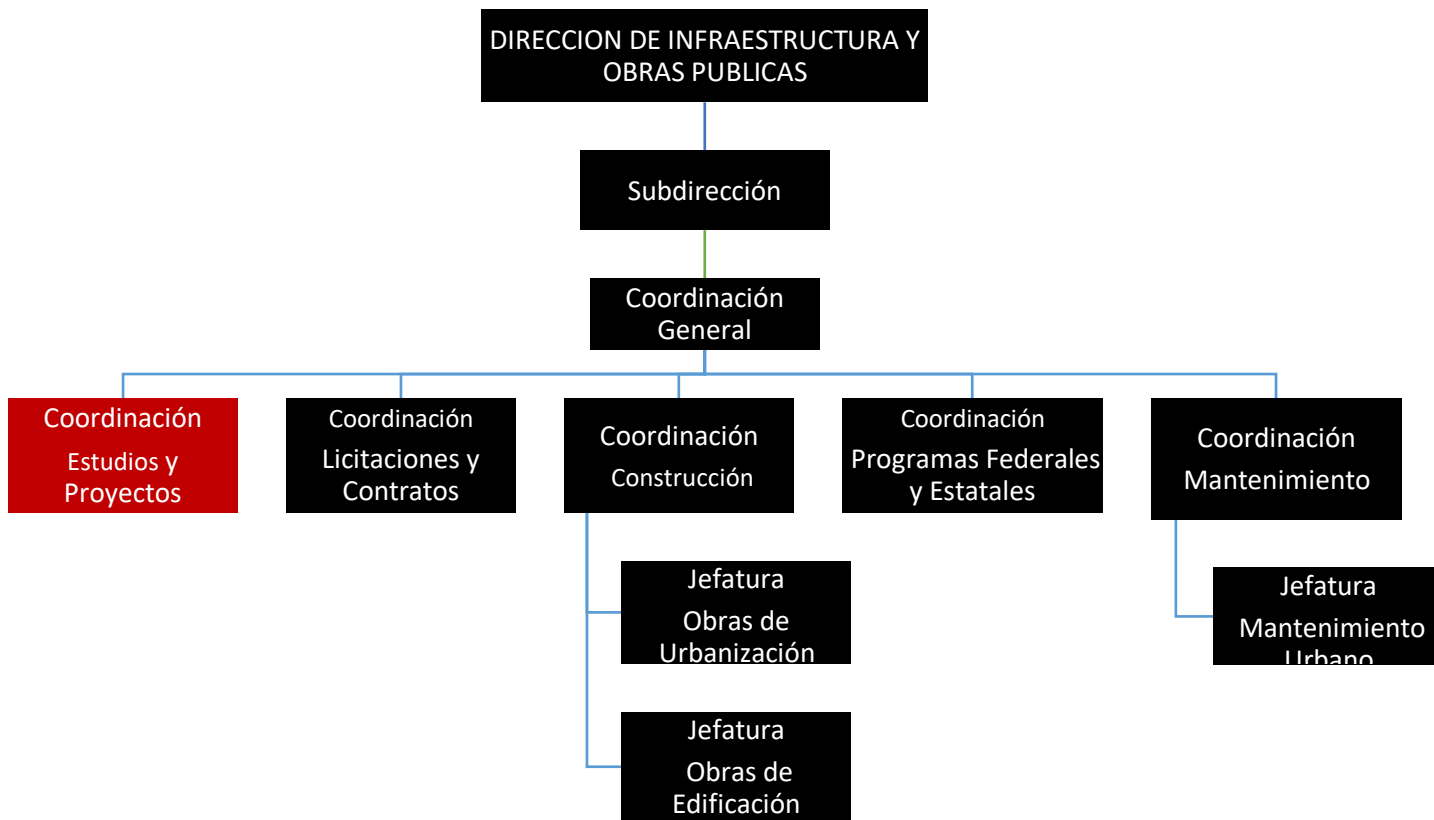 DIRECCION DE INFRAESTRUCTURA Y
OBRAS PUBLICAS
Subdirección
Coordinación
General
Coordinación
Estudios y
Proyectos
Coordinación
Licitaciones y
Contratos
Coordinación
Construcción
Coordinación
Programas Federales
y Estatales
Coordinación
Mantenimiento
Jefatura
Obras de
Urbanización
Jefatura
Obras de
Edificación
Jefatura
Mantenimiento
Urbano